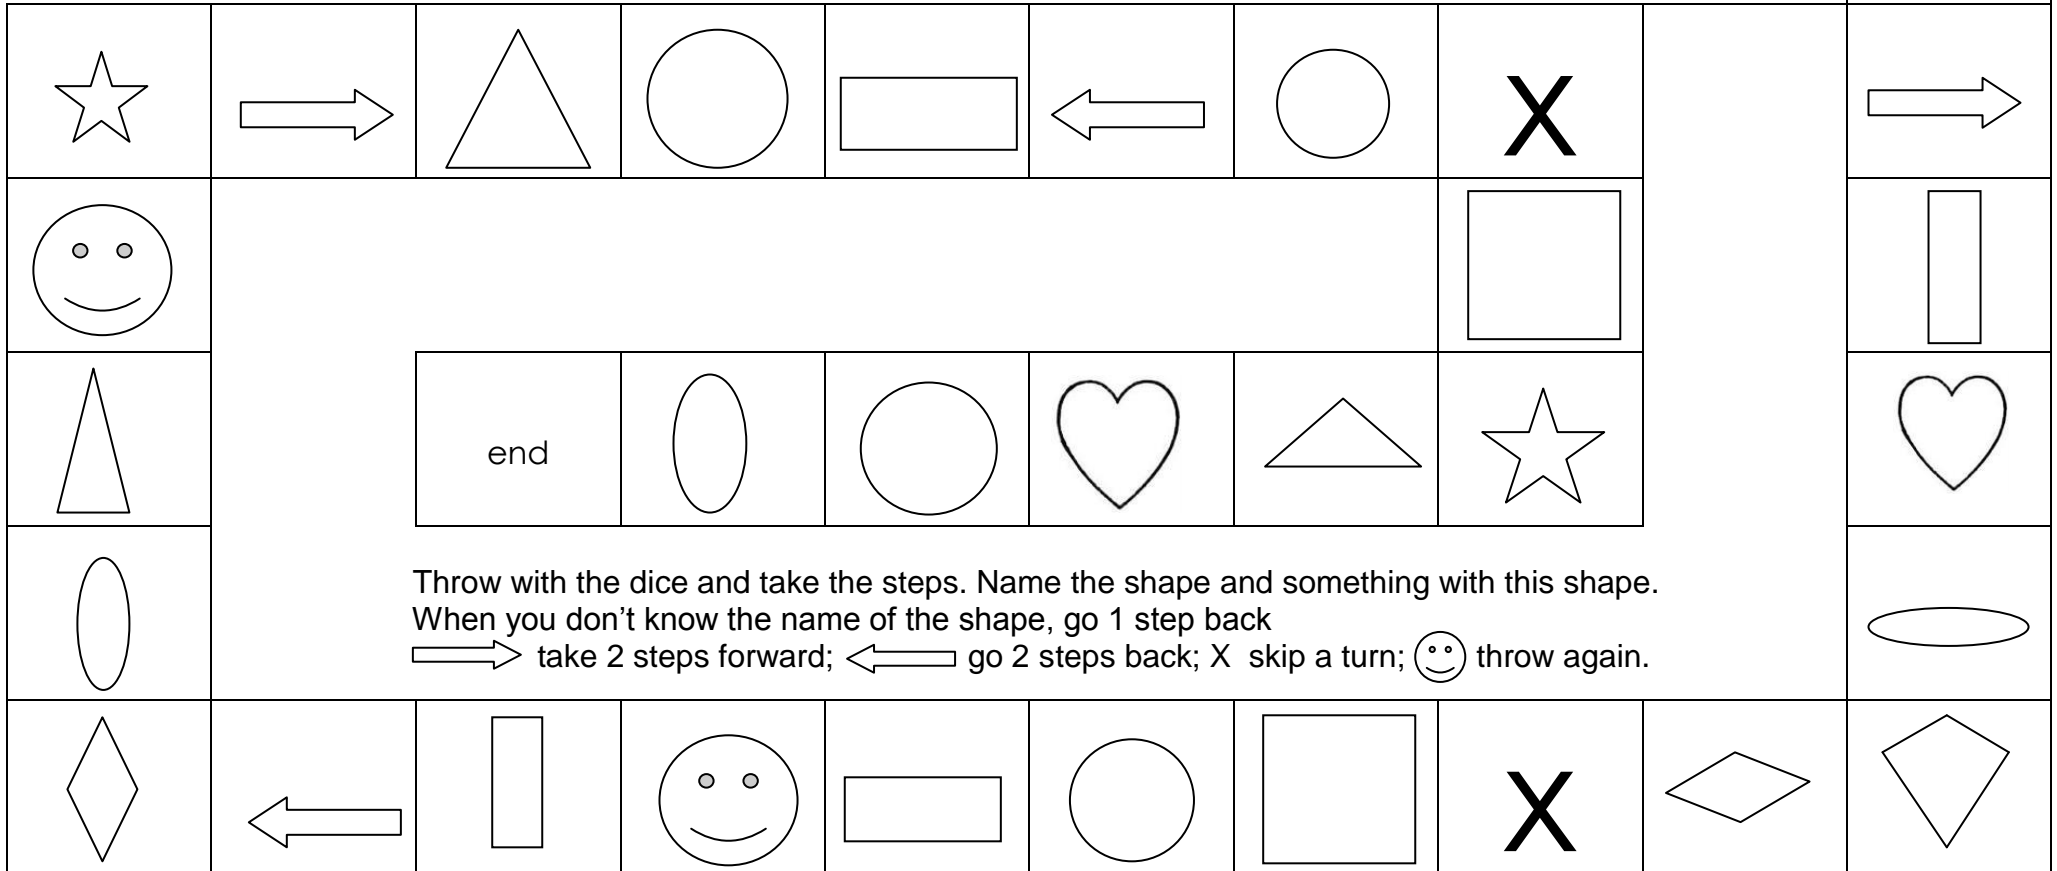 X
end
Throw with the dice and take the steps. Name the shape and something with this shape.
When you don’t know the name of the shape, go 1 step back
take 2 steps forward; go 2 steps back; X skip a turn; throw again.
X